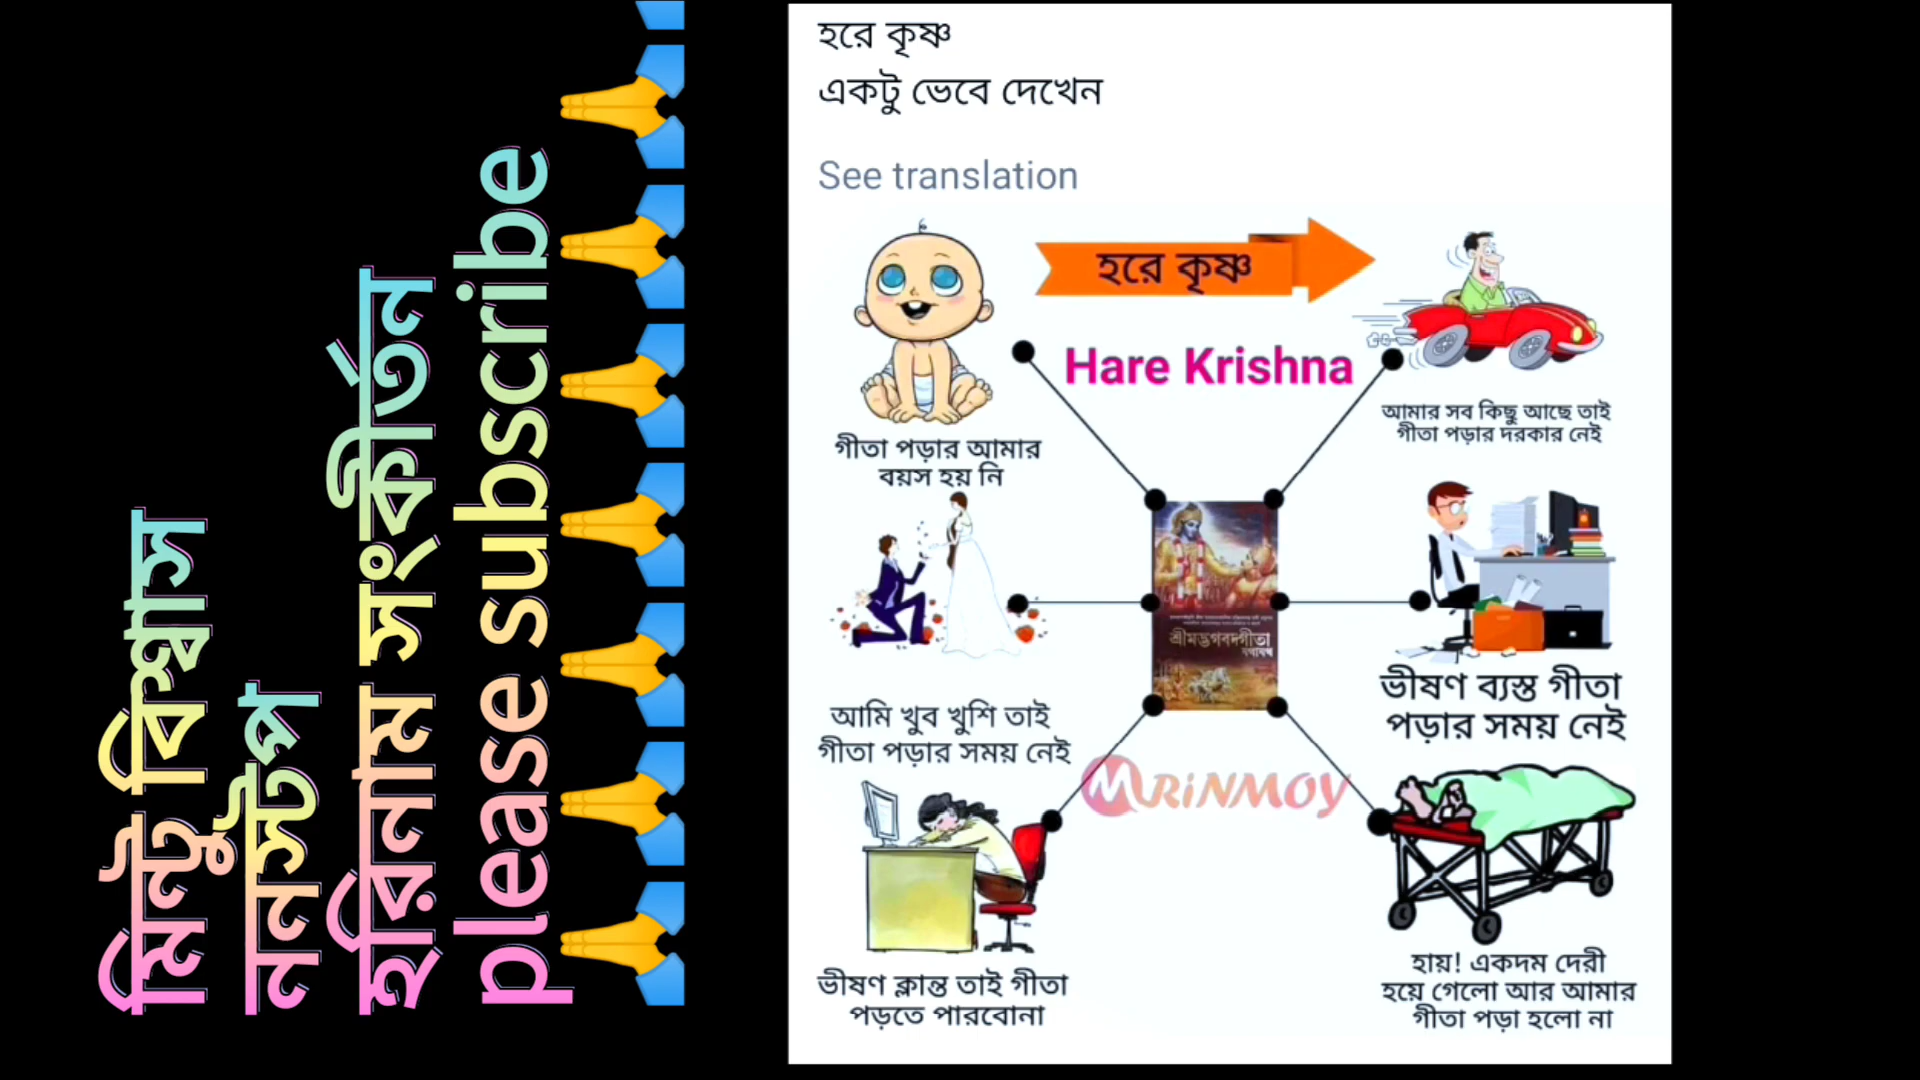 মিন্টু বিশ্বাস
ননস্টপ
হরিনাম সংকীর্তন
please subscribe
হরে কৃষ্ণ
একটু ভেবে দেখেন
See translation
হরে কৃষ্ণ
Hare Krishna
গীতা পড়ার আমার
বয়স হয় নি
আমার সব কিছু আছে তাই
গীতা পড়ার দরকার নেই
শ্রীমদ্ভগবদ্গীতা
যথাযথ
আমি খুব খুশি তাই
গীতা পড়ার সময় নেই
ভীষণ ব্যস্ত গীতা
পড়ার সময় নেই
MRiNMOY
ভীষণ ক্লান্ত তাই গীতা
পড়তে পারবোনা
হায়! একদম দেরী
হয়ে গেলো আর আমার
গীতা পড়া হলো না